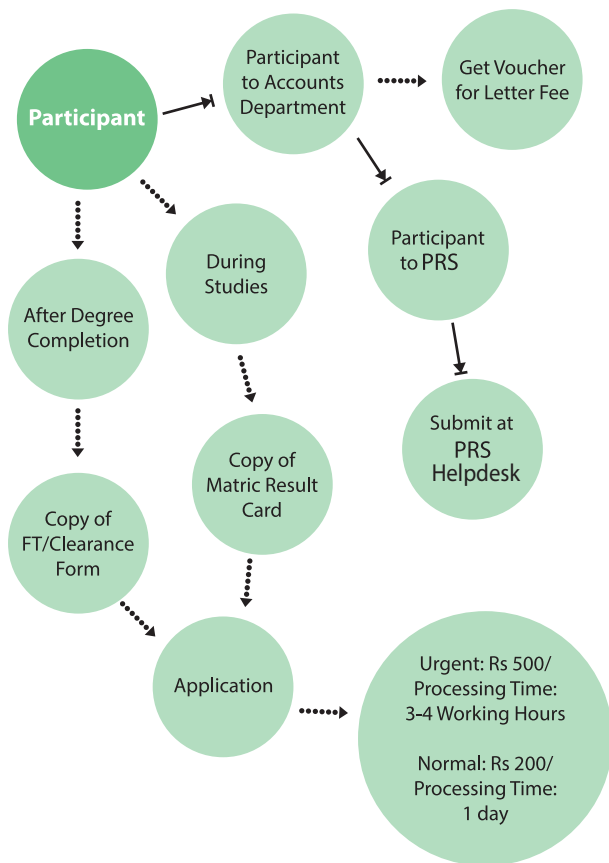 Participant
Participant
to Accounts
Department
Get Voucher
for Letter Fee
Participant
to PRS
Submit at
PRS
Helpdesk
During
Studies
After Degree
Completion
Copy of
Matric Result
Card
Copy of
FT/Clearance
Form
Application
Urgent: Rs 500/
Processing Time:
3-4 Working Hours
Normal: Rs 200/
Processing Time:
1 day